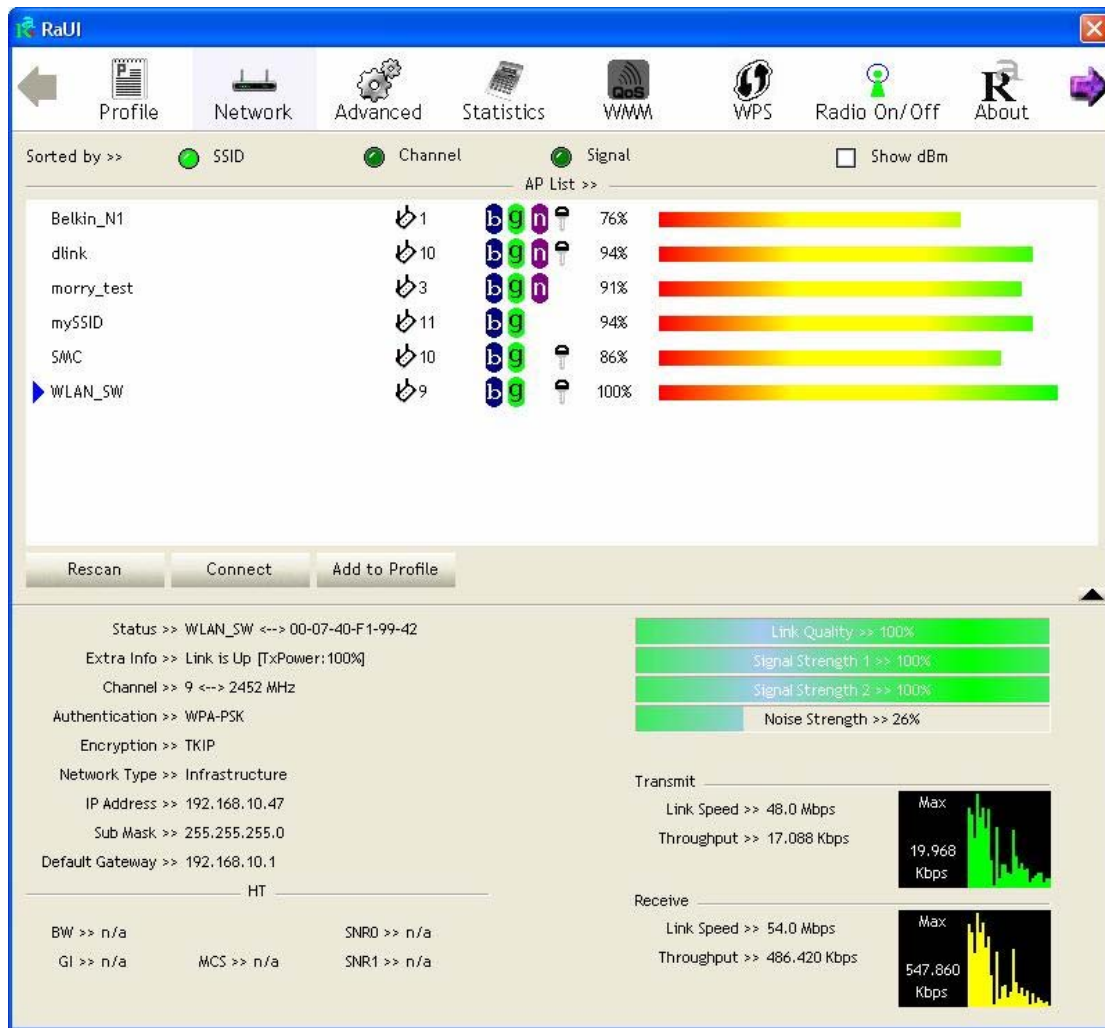 RaUI
Profile Network Advanced Statistics WMM WPS Radio On/Off About
QoS
Sorted by >> SSID Channel Signal Show dBm
AP List >>
Belkin_N1 1 b g n 76%
dlink 10 b g n 94%
morry_test 3 b g n 91%
mySSID 11 b g 94%
SMC 10 b g 86%
WLAN_SW 9 b g 100%
Rescan Connect Add to Profile
Status >> WLAN_SW <--> 00-07-40-F1-99-42
Extra Info >> Link is Up [TxPower:100%]
Channel >> 9 <--> 2452 MHz
Authentication >> WPA-PSK
Encryption >> TKIP
Network Type >> Infrastructure
IP Address >> 192.168.10.47
Sub Mask >> 255.255.255.0
Default Gateway >> 192.168.10.1
HT
BW >> n/a SNR0 >> n/a
GI >> n/a MCS >> n/a SNR1 >> n/a
Link Quality >> 100%
Signal Strength 1 >> 100%
Signal Strength 2 >> 100%
Noise Strength >> 26%
Transmit
Link Speed >> 48.0 Mbps
Throughput >> 17.088 Kbps
Max
19.968
Kbps
Receive
Link Speed >> 54.0 Mbps
Throughput >> 486.420 Kbps
Max
547.860
Kbps